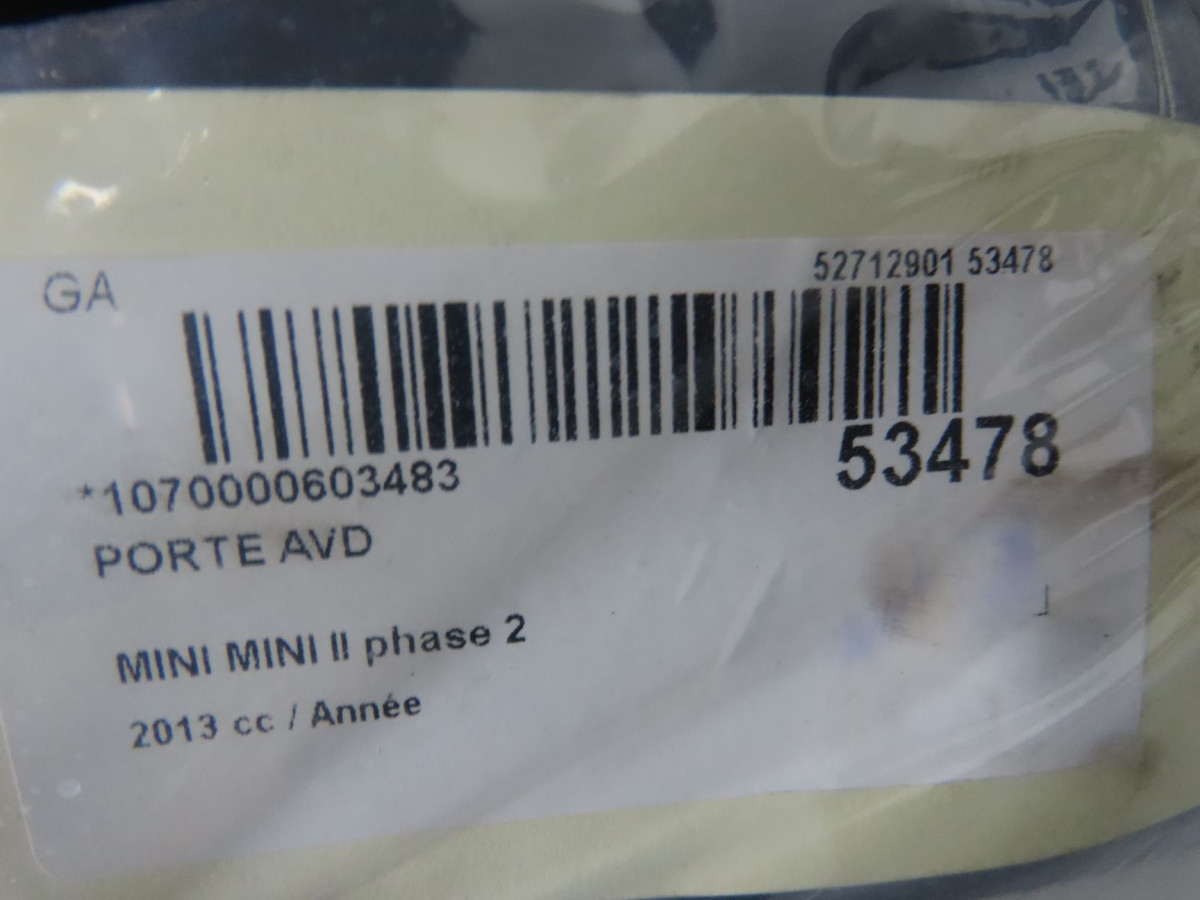 GA
52712901 53478
53478
*1070000603483
PORTE AVD
MINI MINI II phase 2
2013 cc / Année